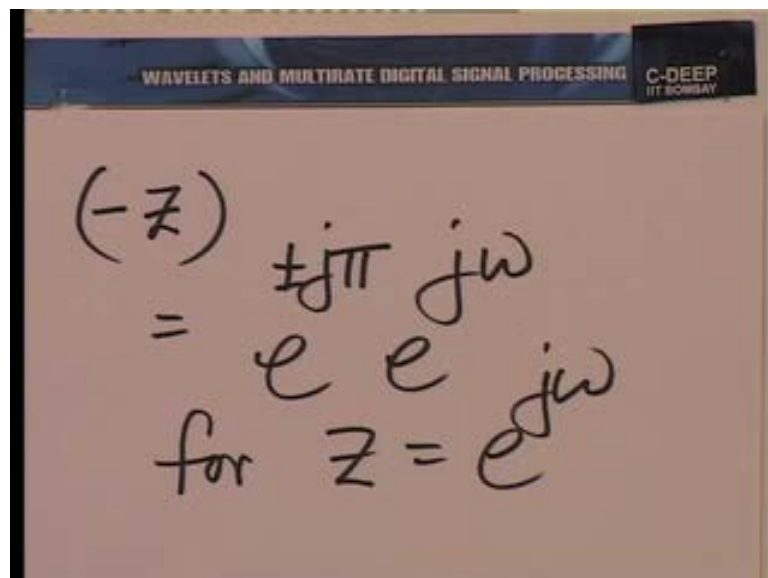 WAVELETS AND MULTIRATE DIGITAL SIGNAL PROCESSING
C-DEEP
IIT BOMBAY
(-z)
= e^{±jπ} e^{jω}
for z = e^{jω}